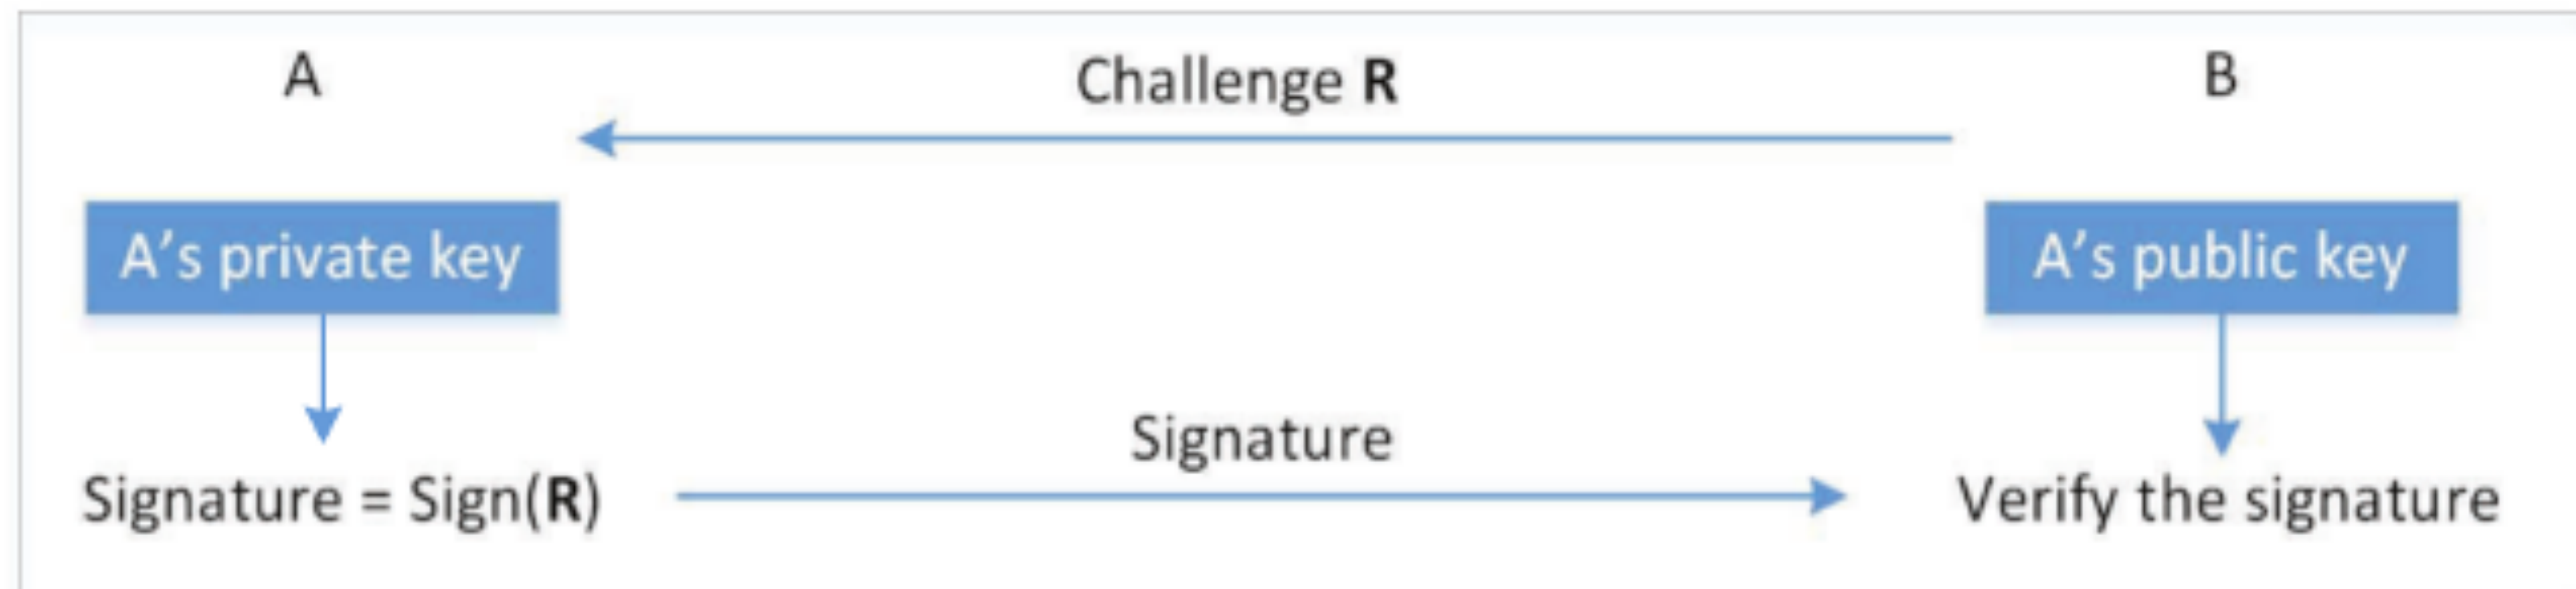 A
Challenge R
B
A’s private key
A’s public key
Signature
Signature = Sign(R)
Verify the signature